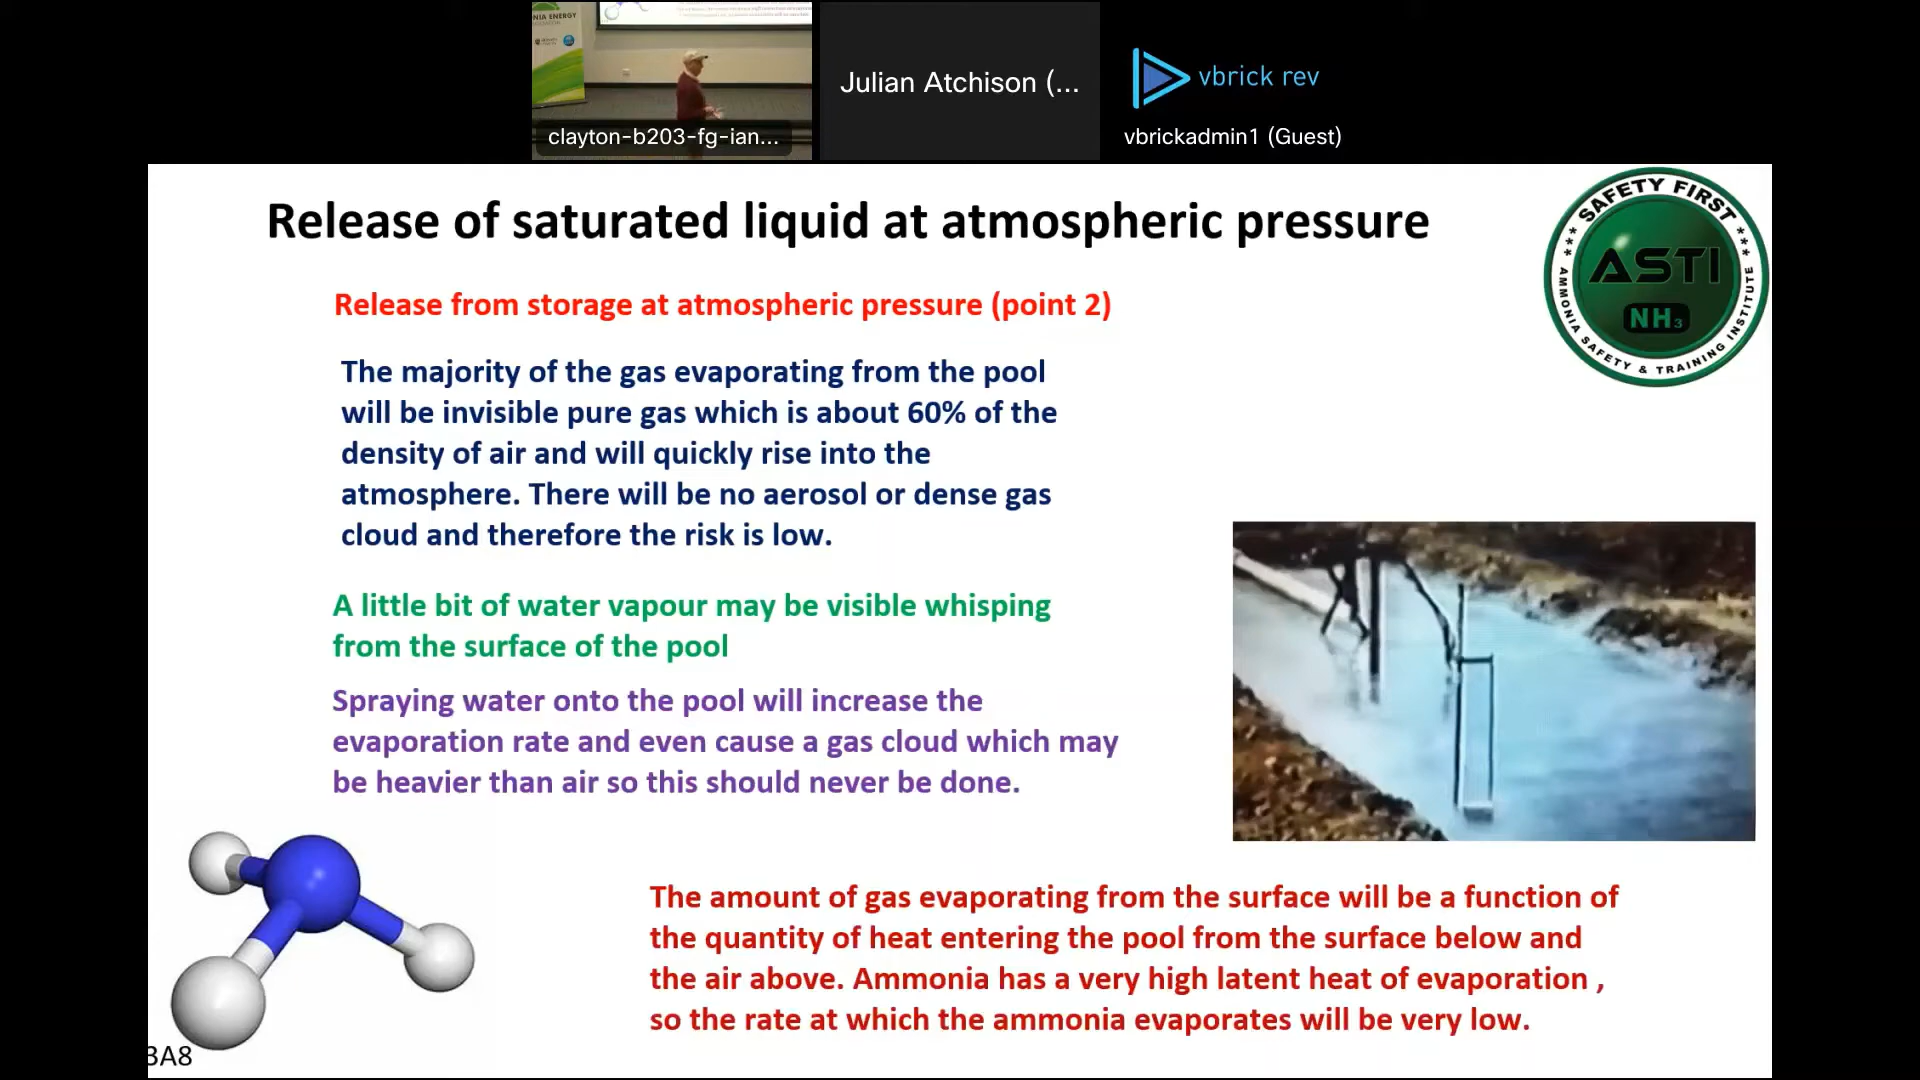 NIA ENERGY
clayton-b203-fg-ian...
Julian Atchison (...
vbrick rev
vbrickadmin1 (Guest)
Release of saturated liquid at atmospheric pressure
SAFETY FIRST
ASTI
NH₃
AMMONIA SAFETY & TRAINING INSTITUTE
Release from storage at atmospheric pressure (point 2)
The majority of the gas evaporating from the pool
will be invisible pure gas which is about 60% of the
density of air and will quickly rise into the
atmosphere. There will be no aerosol or dense gas
cloud and therefore the risk is low.
A little bit of water vapour may be visible whisping
from the surface of the pool
Spraying water onto the pool will increase the
evaporation rate and even cause a gas cloud which may
be heavier than air so this should never be done.
The amount of gas evaporating from the surface will be a function of
the quantity of heat entering the pool from the surface below and
the air above. Ammonia has a very high latent heat of evaporation ,
so the rate at which the ammonia evaporates will be very low.
3A8